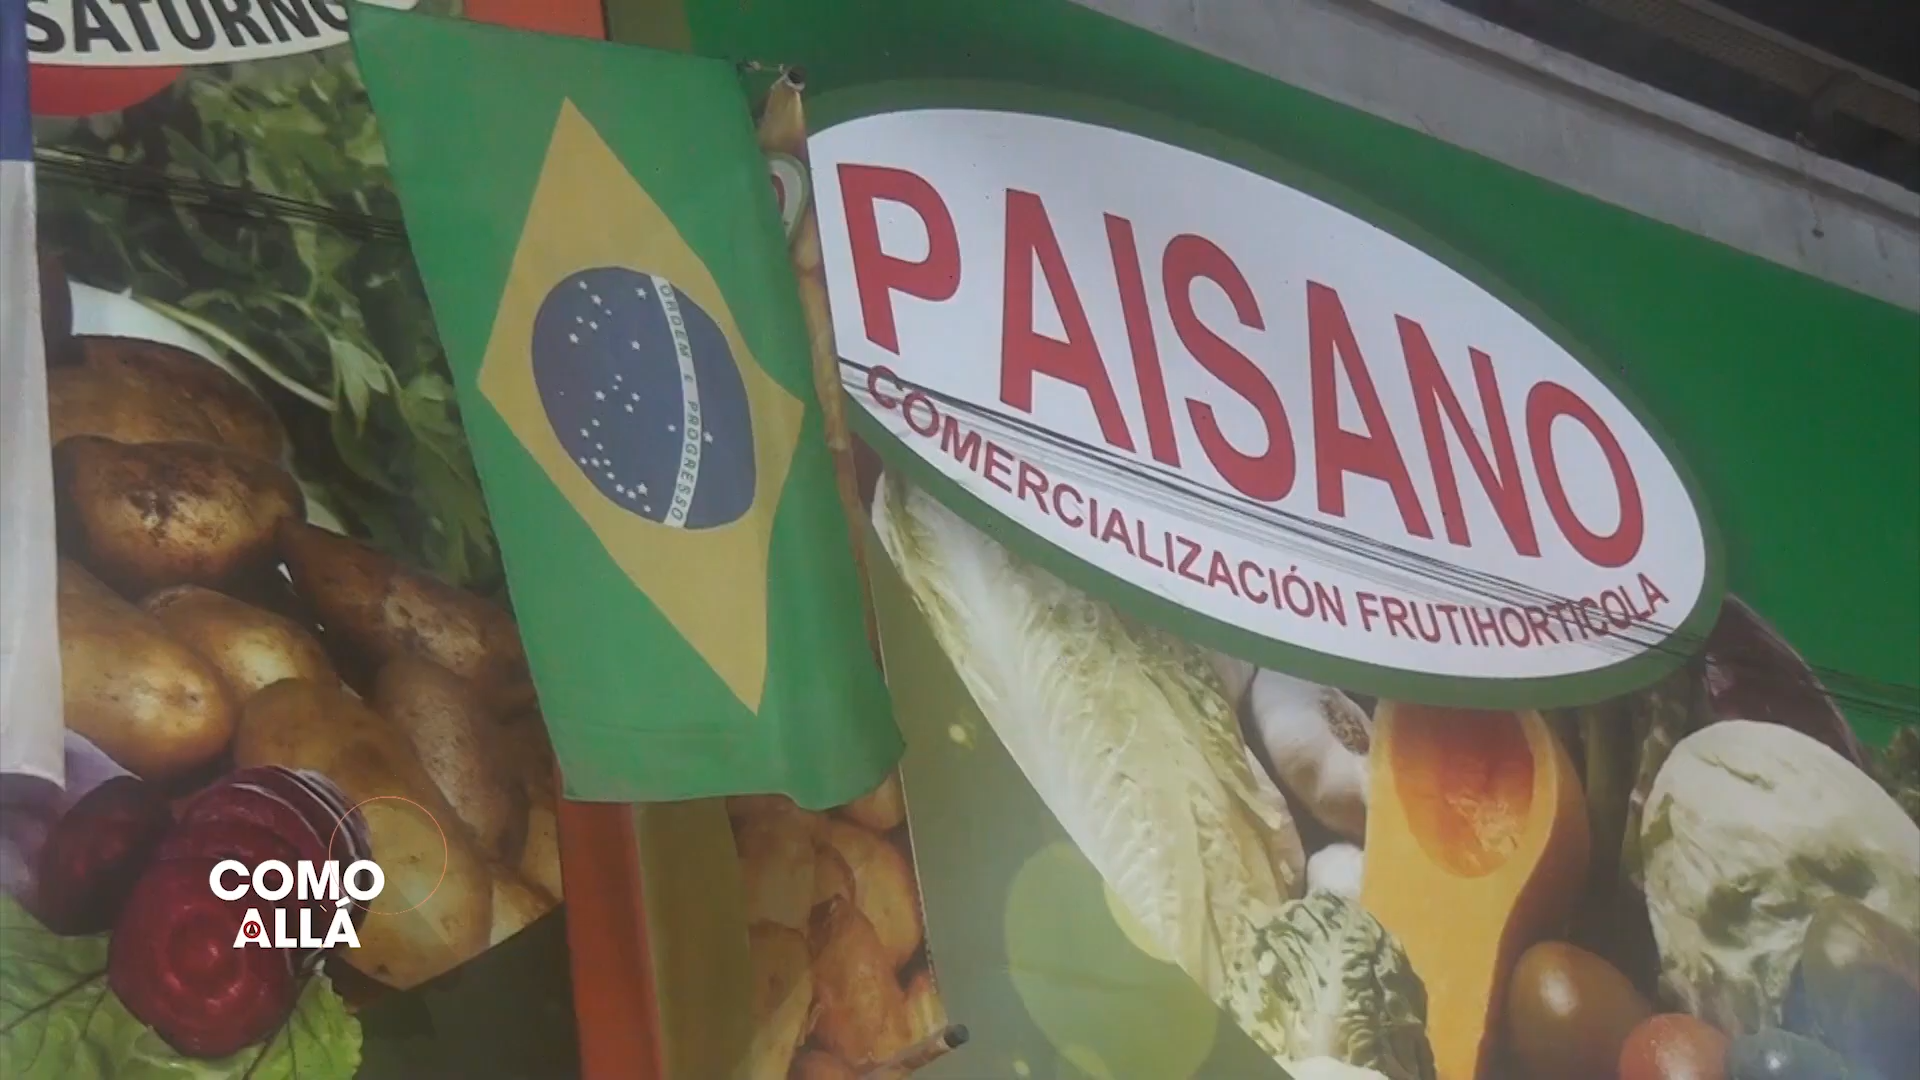 SATURNO
ORDEM E PROGRESSO
PAISANO
COMERCIALIZACIÓN FRUTIHORTICOLA
COMO
ALLÁ